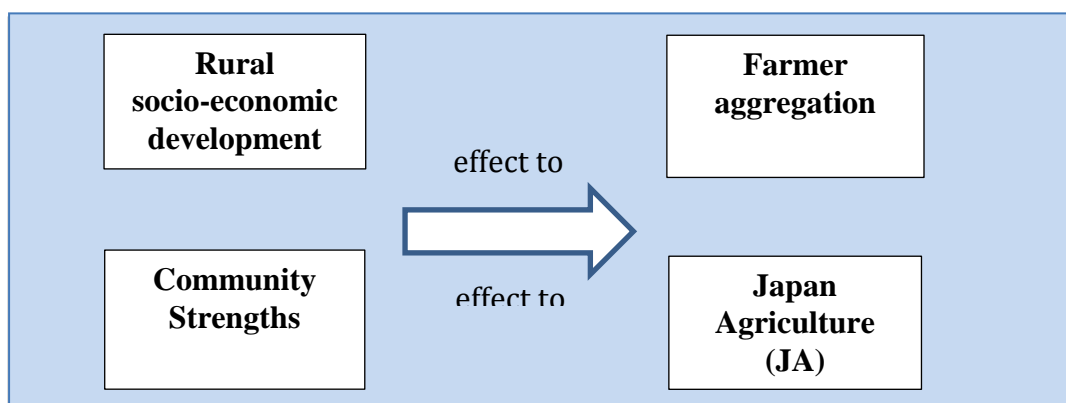 Rural
socio-economic
development
Farmer
aggregation
effect to
Community
Strengths
effect to
Japan
Agriculture
(JA)